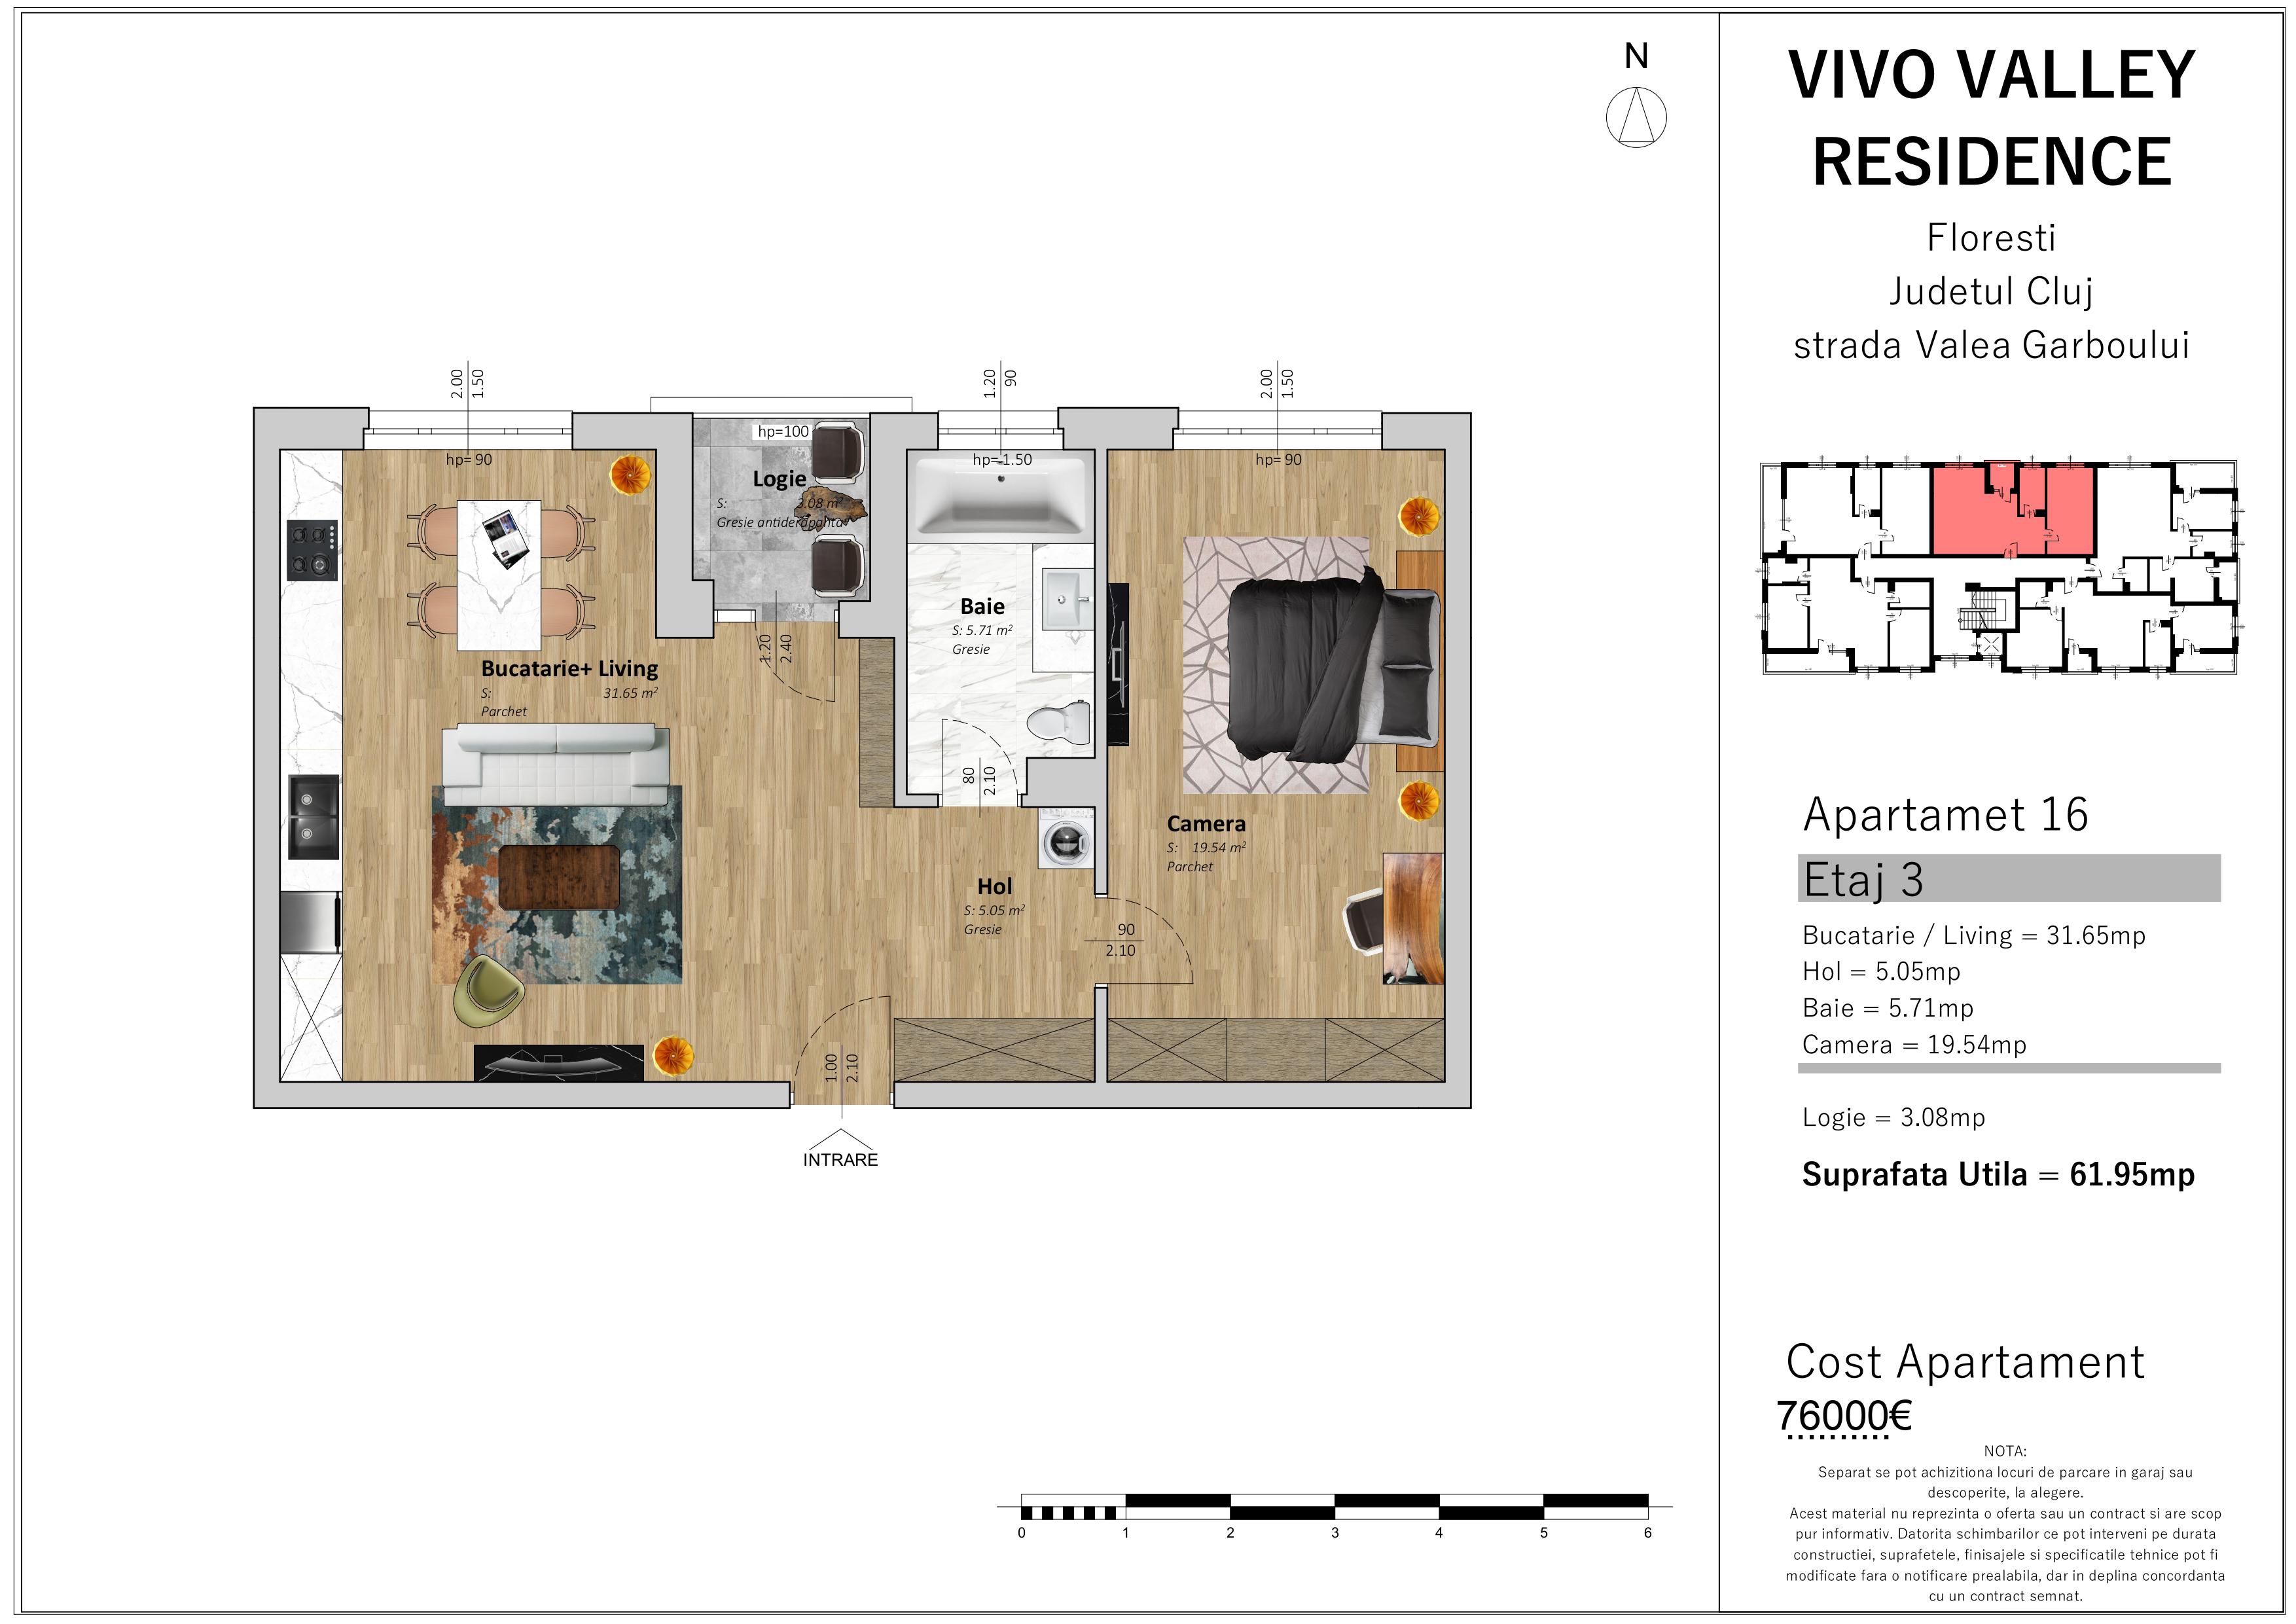 N
2.00
1.50
1.20
90
2.00
1.50
hp= 90
hp=100
Logie
S: 3.08 m²
Gresie antiderapanta
hp= 1.50
hp= 90
Baie
S: 5.71 m²
Gresie
1.20
2.40
Bucatarie+ Living
S: 31.65 m²
Parchet
80
2.10
Camera
S: 19.54 m²
Parchet
Hol
S: 5.05 m²
Gresie
90
2.10
1.00
2.10
INTRARE
0 1 2 3 4 5 6
VIVO VALLEY
RESIDENCE
Floresti
Judetul Cluj
strada Valea Garboului
Apartamet 16
Etaj 3
Bucatarie / Living = 31.65mp
Hol = 5.05mp
Baie = 5.71mp
Camera = 19.54mp
Logie = 3.08mp
Suprafata Utila = 61.95mp
Cost Apartament
76000€
NOTA:
Separat se pot achizitiona locuri de parcare in garaj sau
descoperite, la alegere.
Acest material nu reprezinta o oferta sau un contract si are scop
pur informativ. Datorita schimbarilor ce pot interveni pe durata
constructiei, suprafetele, finisajele si specificatile tehnice pot fi
modificate fara o notificare prealabila, dar in deplina concordanta
cu un contract semnat.